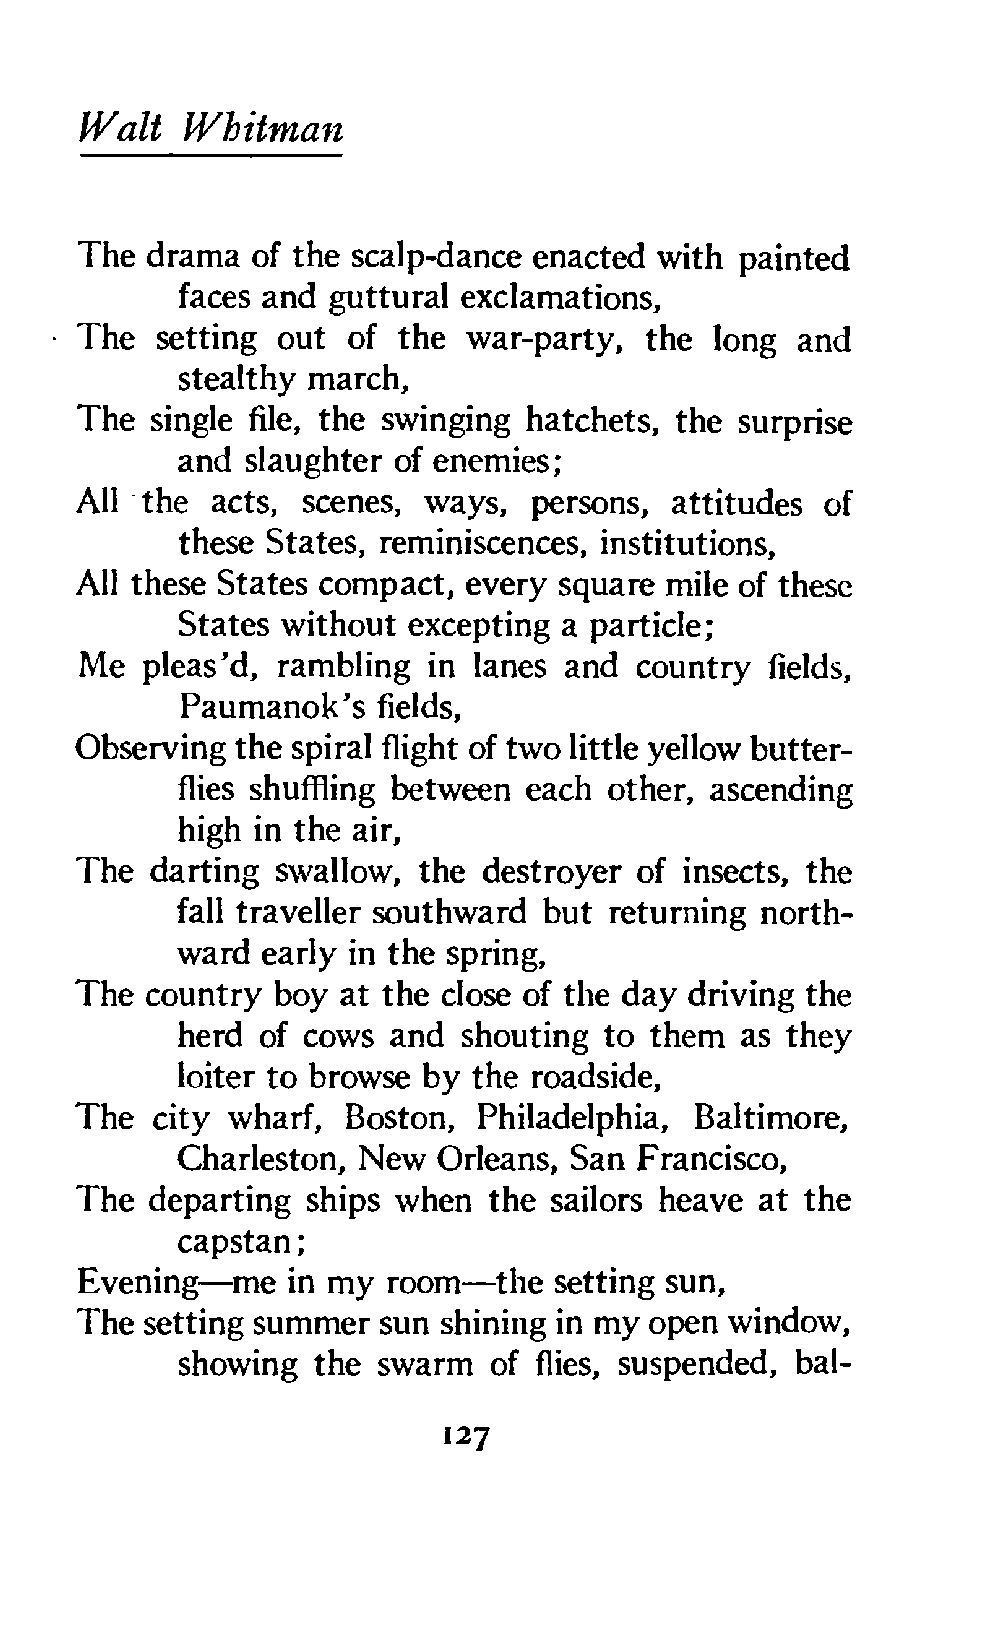 Walt Whitman
The drama of the scalp-dance enacted with painted
faces and guttural exclamations,
The setting out of the war-party, the long and
stealthy march,
The single file, the swinging hatchets, the surprise
and slaughter of enemies;
All the acts, scenes, ways, persons, attitudes of
these States, reminiscences, institutions,
All these States compact, every square mile of these
States without excepting a particle;
Me pleas'd, rambling in lanes and country fields,
Paumanok's fields,
Observing the spiral flight of two little yellow butter-
flies shuffling between each other, ascending
high in the air,
The darting swallow, the destroyer of insects, the
fall traveller southward but returning north-
ward early in the spring,
The country boy at the close of the day driving the
herd of cows and shouting to them as they
loiter to browse by the roadside,
The city wharf, Boston, Philadelphia, Baltimore,
Charleston, New Orleans, San Francisco,
The departing ships when the sailors heave at the
capstan;
Evening—me in my room—the setting sun,
The setting summer sun shining in my open window,
showing the swarm of flies, suspended, bal-
127